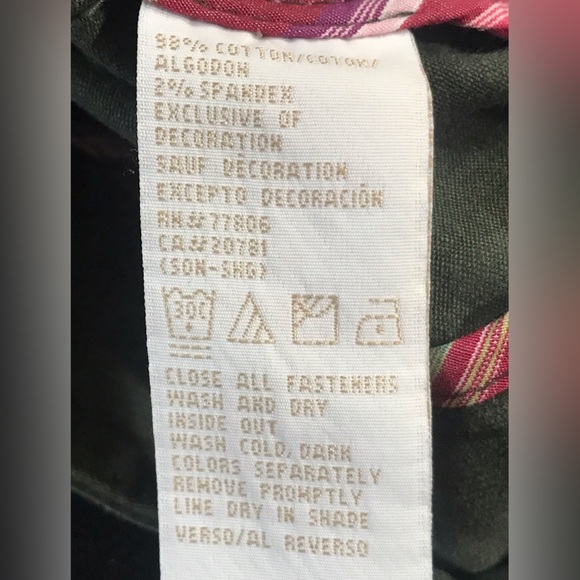 98% COTTON/COTON/
ALGODON
2% SPANDEX
EXCLUSIVE OF
DECORATION
SAUF DÉCORATION
EXCEPTO DECORACIÓN
RN#77806
CA#20781
(SON-SHG)
30C
CLOSE ALL FASTENERS
WASH AND DRY
INSIDE OUT
WASH COLD, DARK
COLORS SEPARATELY
REMOVE PROMPTLY
LINE DRY IN SHADE
VERSO/AL REVERSO